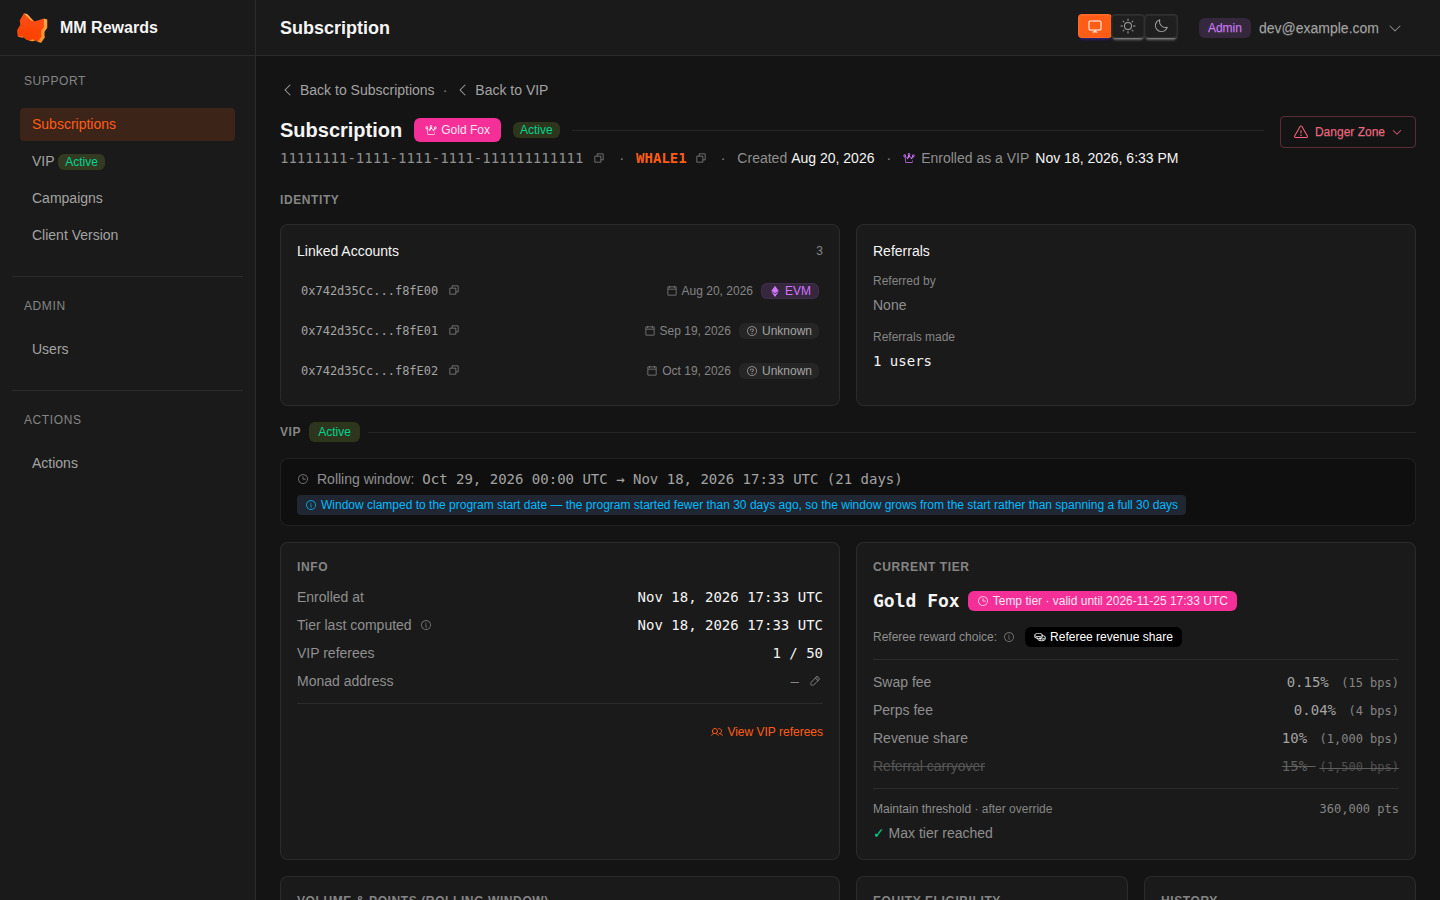 MM Rewards
Subscription
Admin dev@example.com
SUPPORT
Subscriptions
VIP Active
Campaigns
Client Version
ADMIN
Users
ACTIONS
Actions
Back to Subscriptions · Back to VIP
Subscription Gold Fox Active
Danger Zone
11111111-1111-1111-1111-111111111111 · WHALE1 · Created Aug 20, 2026 · Enrolled as a VIP Nov 18, 2026, 6:33 PM
IDENTITY
Linked Accounts 3
0x742d35Cc...f8fE00 Aug 20, 2026 EVM
0x742d35Cc...f8fE01 Sep 19, 2026 Unknown
0x742d35Cc...f8fE02 Oct 19, 2026 Unknown
Referrals
Referred by
None
Referrals made
1 users
VIP Active
Rolling window: Oct 29, 2026 00:00 UTC → Nov 18, 2026 17:33 UTC (21 days)
Window clamped to the program start date — the program started fewer than 30 days ago, so the window grows from the start rather than spanning a full 30 days
INFO
Enrolled at Nov 18, 2026 17:33 UTC
Tier last computed Nov 18, 2026 17:33 UTC
VIP referees 1 / 50
Monad address —
View VIP referees
CURRENT TIER
Gold Fox Temp tier · valid until 2026-11-25 17:33 UTC
Referee reward choice: Referee revenue share
Swap fee 0.15% (15 bps)
Perps fee 0.04% (4 bps)
Revenue share 10% (1,000 bps)
Referral carryover 15% (1,500 bps)
Maintain threshold · after override 360,000 pts
✓ Max tier reached
VOLUME & POINTS (ROLLING WINDOW)
EQUITY ELIGIBILITY
HISTORY